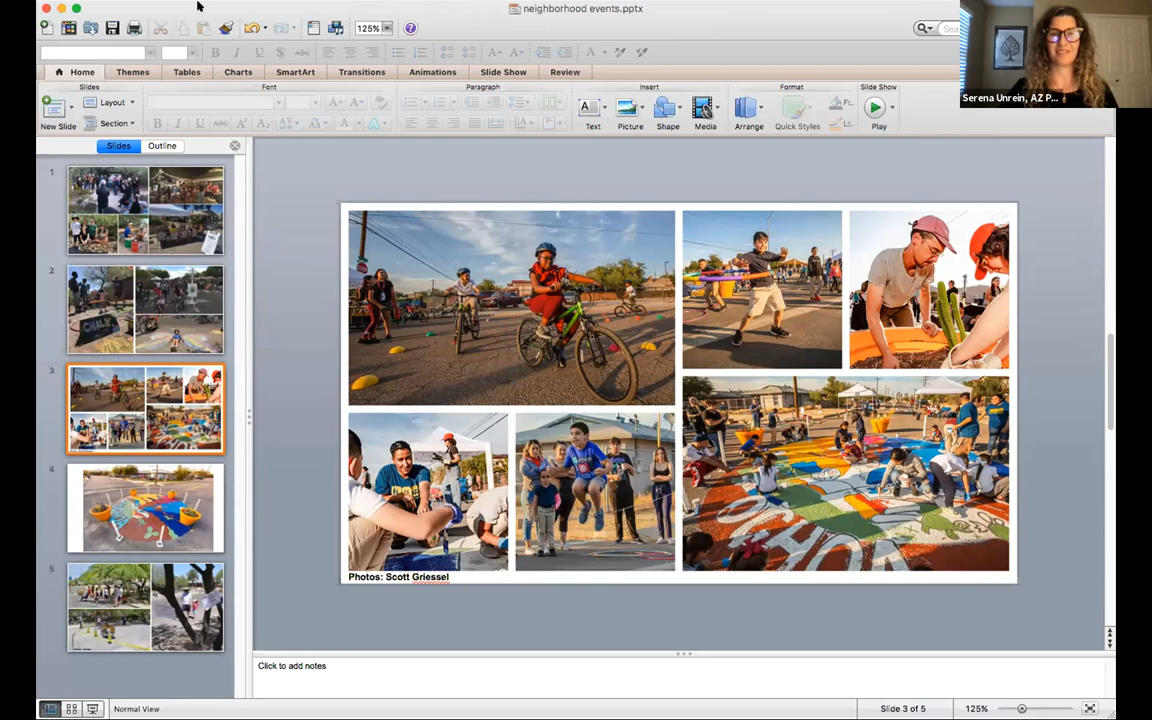 neighborhood events.pptx
125%
Sea
Home
Themes
Tables
Charts
SmartArt
Transitions
Animations
Slide Show
Review
Slides
Font
Paragraph
Insert
Format
Slide Show
Layout
Section
New Slide
Text
Picture
Shape
Media
Arrange
Quick Styles
Play
Serena Unrein, AZ P...
Slides
Outline
1
2
CHALK
3
4
5
Photos: Scott Griessel
Click to add notes
Normal View
Slide 3 of 5
125%